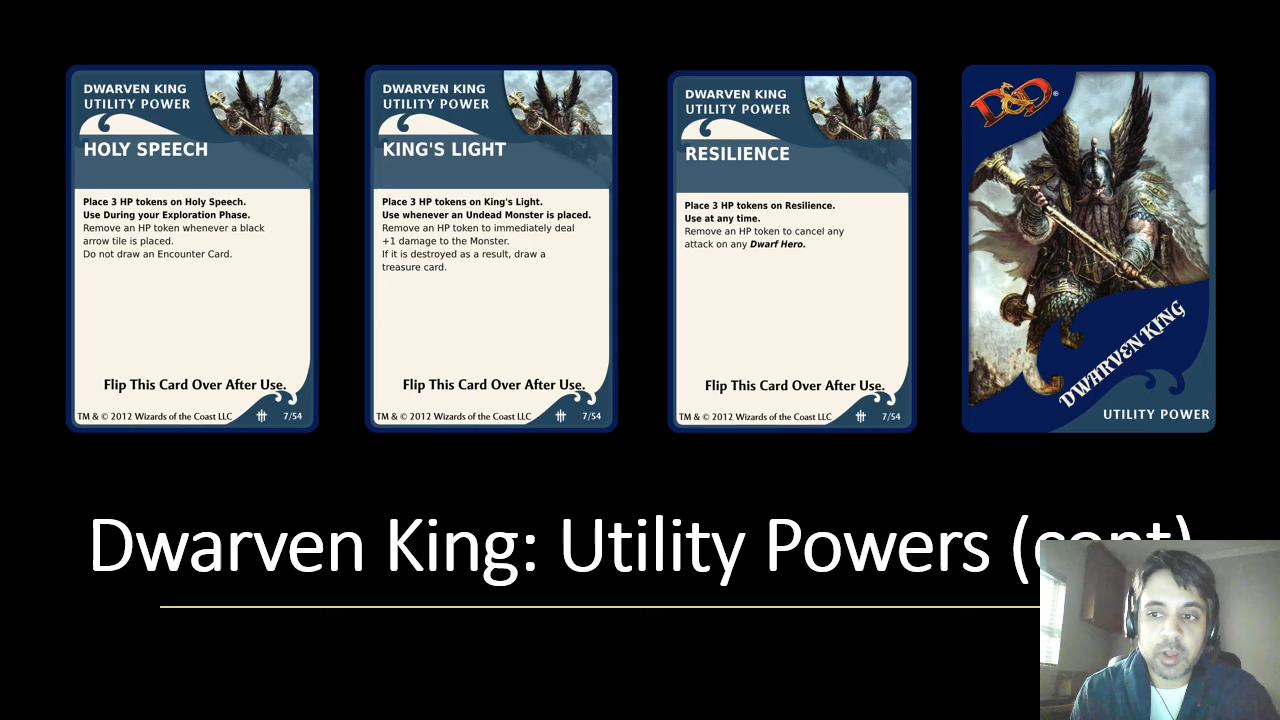 DWARVEN KING
UTILITY POWER
HOLY SPEECH
Place 3 HP tokens on Holy Speech.
Use During your Exploration Phase.
Remove an HP token whenever a black
arrow tile is placed.
Do not draw an Encounter Card.
Flip This Card Over After Use.
TM & © 2012 Wizards of the Coast LLC
7/54
DWARVEN KING
UTILITY POWER
KING'S LIGHT
Place 3 HP tokens on King's Light.
Use whenever an Undead Monster is placed.
Remove an HP token to immediately deal
+1 damage to the Monster.
If it is destroyed as a result, draw a
treasure card.
Flip This Card Over After Use.
TM & © 2012 Wizards of the Coast LLC
7/54
DWARVEN KING
UTILITY POWER
RESILIENCE
Place 3 HP tokens on Resilience.
Use at any time.
Remove an HP token to cancel any
attack on any Dwarf Hero.
Flip This Card Over After Use.
TM & © 2012 Wizards of the Coast LLC
7/54
D&D®
DWARVEN KING
UTILITY POWER
Dwarven King: Utility Powers (cont)